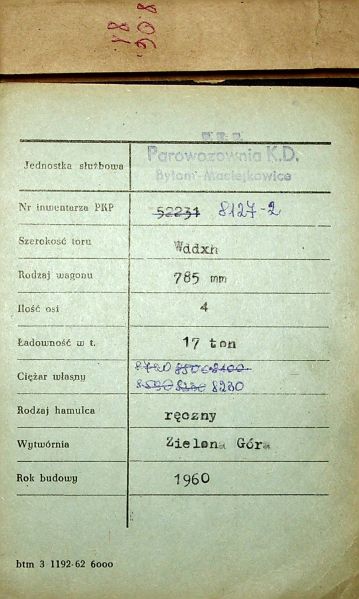 Jednostka służbowa Parowozownia K.D.
Bytom-Maciejkowice
Nr inwentarza PKP 52231 8127-2
Szerokość toru Wddxh
Rodzaj wagonu 785 mm
Ilość osi 4
Ładowność w t. 17 ton
Ciężar własny
8230
Rodzaj hamulca ręczny
Wytwórnia Zielona Góra
Rok budowy 1960
btm 3 1192-62 6000